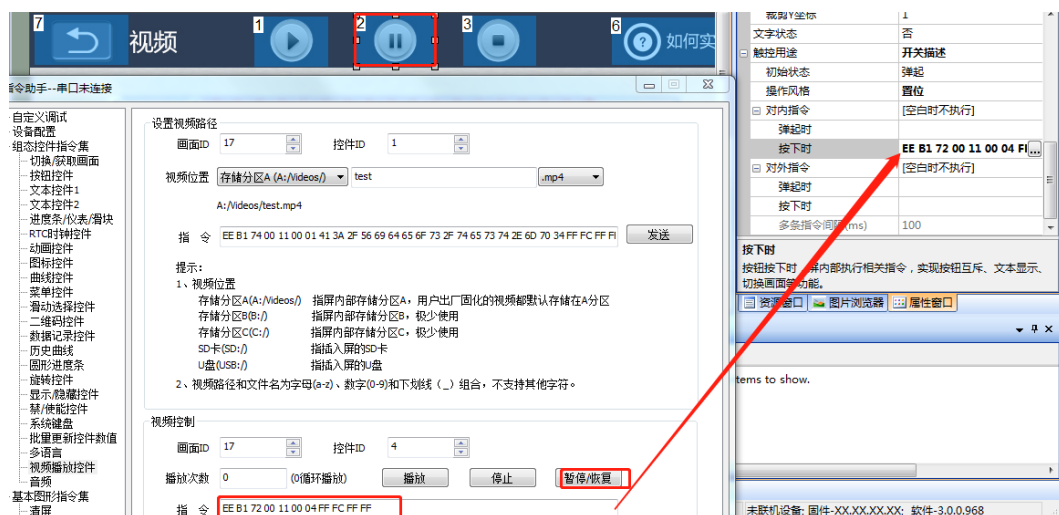 7
视频
1
2
3
6
? 如何实
指令助手--串口未连接
自定义调试
设备配置
组态控件指令集
切换/获取画面
按钮控件
文本控件1
文本控件2
进度条/仪表/滑块
RTC时钟控件
动画控件
图标控件
曲线控件
菜单控件
滑动选择控件
二维码控件
数据记录控件
历史曲线
圆形进度条
旋转控件
显示/隐藏控件
禁/使能控件
系统键盘
批量更新控件数值
多语言
视频播放控件
音频
基本图形指令集
清屏
设置视频路径
画面ID 17 控件ID 1
视频位置 存储分区A (A:/Videos/) test .mp4
A:/Videos/test.mp4
指 令 EE B1 74 00 11 00 01 41 3A 2F 56 69 64 65 6F 73 2F 74 65 73 74 2E 6D 70 34 FF FC FF FI 发送
提示:
1、视频位置
存储分区A(A:/Videos/) 指屏内部存储分区A，用户出厂固化的视频都默认存储在A分区
存储分区B(B:/) 指屏内部存储分区B，极少使用
存储分区C(C:/) 指屏内部存储分区C，极少使用
SD卡(SD:/) 指插入屏的SD卡
U盘(USB:/) 指插入屏的U盘
2、视频路径和文件名为字母(a-z)、数字(0-9)和下划线（_）组合，不支持其他字符。
视频控制
画面ID 17 控件ID 4
播放次数 0 (0循环播放) 播放 停止 暂停/恢复
指 令 EE B1 72 00 11 00 04 FF FC FF FF
裁剪Y坐标 1
文字状态 否
触控用途 开关描述
初始状态 弹起
操作风格 置位
对内指令 [空白时不执行]
弹起时
按下时 EE B1 72 00 11 00 04 FI ...
对外指令 [空白时不执行]
弹起时
按下时
多条指令间隔(ms) 100
按下时
按钮按下时，屏内部执行相关指令，实现按钮互斥、文本显示、
切换画面等功能。
资源窗口 图片浏览器 属性窗口
tems to show.
未联机设备: 固件-XX.XX.XX.XX; 软件-3.0.0.968